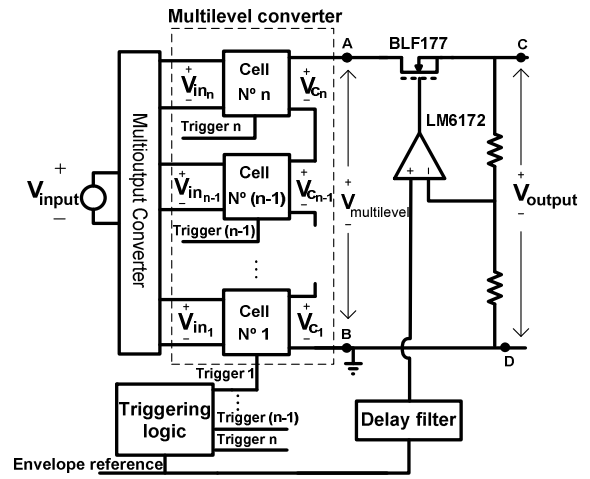 Multilevel converter
A
BLF177
C
Cell
Nº n
+
Vinn
−
+
Vcn
−
Trigger n
LM6172
+ −
Multioutput Converter
+
Vinput
−
Cell
Nº (n-1)
+
Vinn-1
−
+
Vcn-1
−
Trigger (n-1)
+
Vmultilevel
−
+
Voutput
−
...
Cell
Nº 1
+
Vin1
−
+
Vc1
−
B
D
Trigger 1
...
Triggering
logic
Trigger (n-1)
Trigger n
Delay filter
Envelope reference